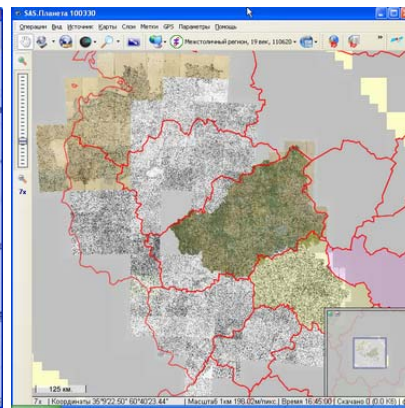 SAS.Планета 100330
Операции Вид Источник Карты Слои Метки GPS Параметры Помощь
Межстоличный регион, 19 век, 110620
7x
125 км.
7x | Координаты 35°9'22.50" 60°40'23.44" | Масштаб 1км 196.02м/пикс.| Время 16:45:00 | Скачано 0 (0.0 Кб) | ф